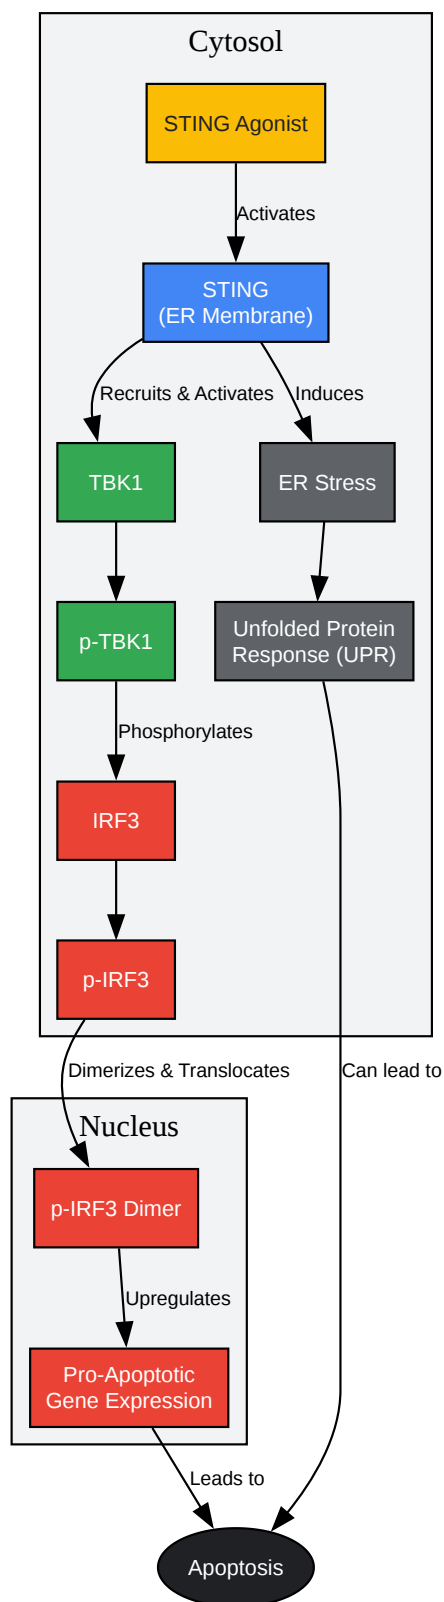 Cytosol
STING Agonist
Activates
STING
(ER Membrane)
Recruits & Activates
Induces
TBK1
ER Stress
p-TBK1
Unfolded Protein
Response (UPR)
Phosphorylates
IRF3
p-IRF3
Dimerizes & Translocates
Can lead to
Nucleus
p-IRF3 Dimer
Upregulates
Pro-Apoptotic
Gene Expression
Leads to
Apoptosis